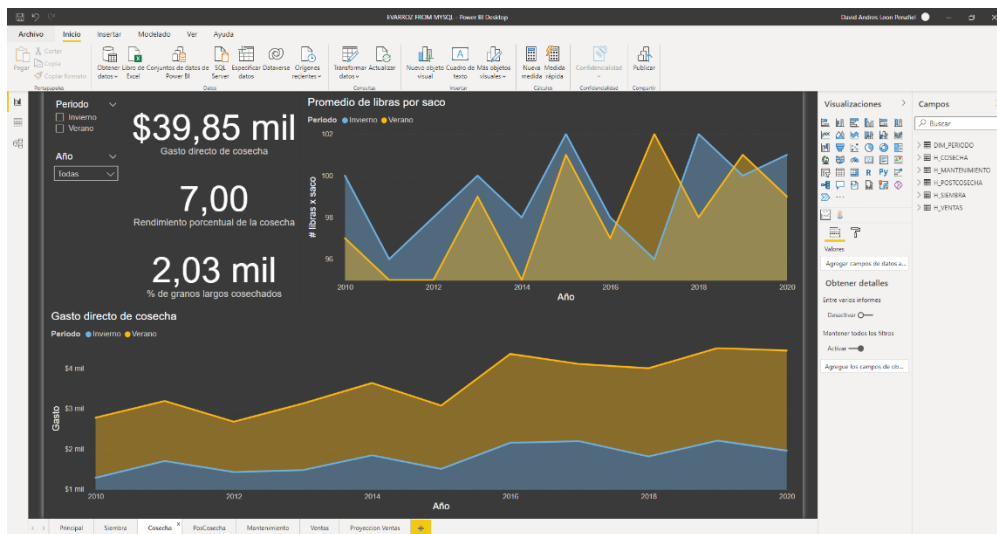 EVARROZ FROM MYSQL - Power BI Desktop
David Andres Leon Penafiel
Archivo Inicio Insertar Modelado Ver Ayuda
Pegar
Cortar
Copiar
Copiar formato
Portapapeles
Obtener datos
Libro de Excel
Conjuntos de datos de Power BI
SQL Server
Especificar datos
Dataverse
Orígenes recientes
Datos
Transformar datos
Actualizar
Consultas
Nuevo objeto visual
Cuadro de texto
Más objetos visuales
Insertar
Nueva medida
Medida rápida
Cálculos
Confidencialidad
Confidencialidad
Publicar
Compartir
Periodo
Invierno
Verano
Año
Todas
$39,85 mil
Gasto directo de cosecha
7,00
Rendimiento porcentual de la cosecha
2,03 mil
% de granos largos cosechados
Promedio de libras por saco
Periodo Invierno Verano
# libras x saco
102
100
98
96
2010 2012 2014 2016 2018 2020
Año
Gasto directo de cosecha
Periodo Invierno Verano
Gasto
$4 mil
$3 mil
$2 mil
$1 mil
2010 2012 2014 2016 2018 2020
Año
Visualizaciones
R Py
Valores
Agregar campos de datos a...
Obtener detalles
Entre varios informes
Desactivar
Mantener todos los filtros
Activar
Agregue los campos de ob...
Campos
Buscar
DIM_PERIODO
H_COSECHA
H_MANTENIMIENTO
H_POSTCOSECHA
H_SIEMBRA
H_VENTAS
Principal Siembra Cosecha PosCosecha Mantenimiento Ventas Proyeccion Ventas